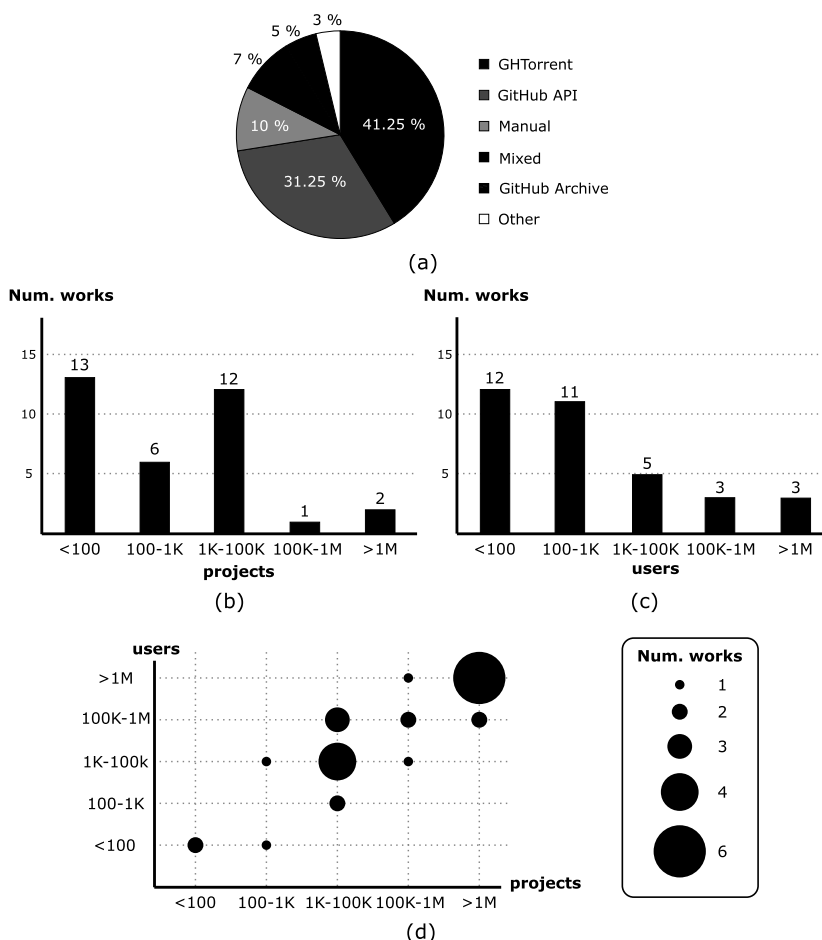 3 %
5 %
7 %
10 %
41.25 %
31.25 %
GHTorrent
GitHub API
Manual
Mixed
GitHub Archive
Other
(a)
Num. works
15
10
5
13
6
12
1
2
<100 100-1K 1K-100K 100K-1M >1M
projects
(b)
Num. works
15
10
5
12
11
5
3
3
<100 100-1K 1K-100K 100K-1M >1M
users
(c)
users
>1M
100K-1M
1K-100k
100-1K
<100
<100 100-1K 1K-100K 100K-1M >1M
projects
Num. works
1
2
3
4
6
(d)